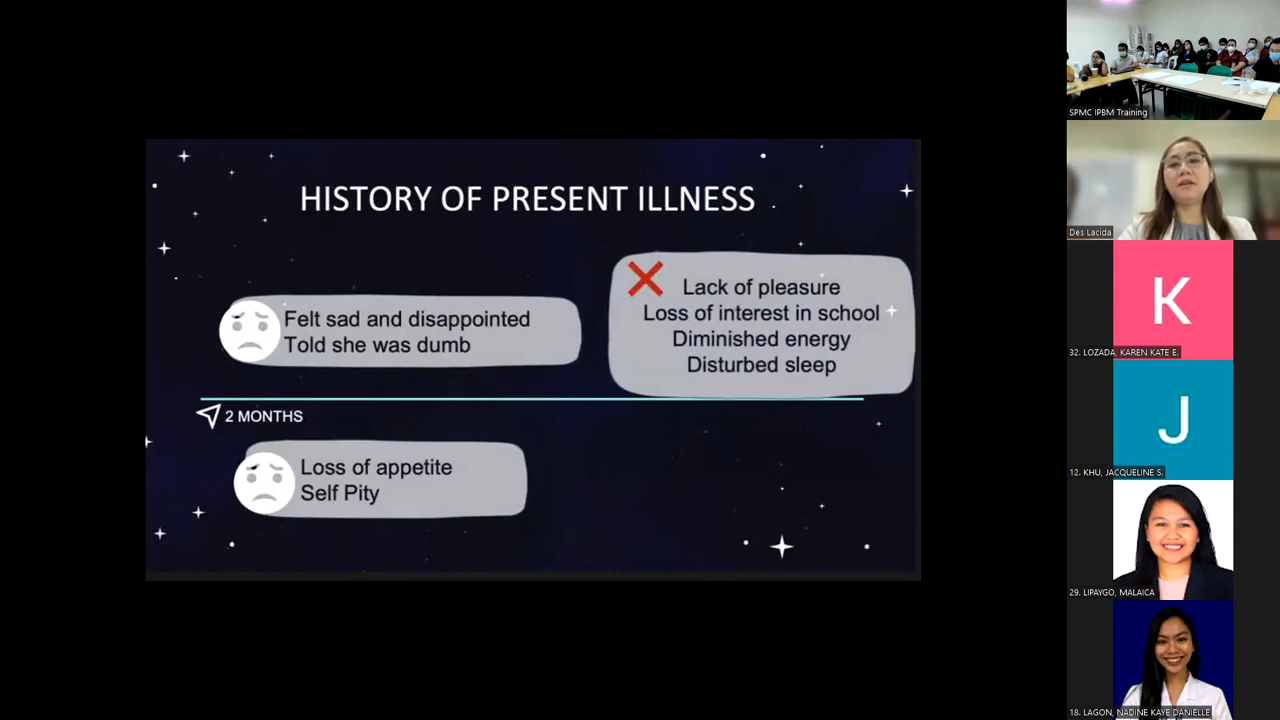 HISTORY OF PRESENT ILLNESS
Felt sad and disappointed
Told she was dumb
Lack of pleasure
Loss of interest in school
Diminished energy
Disturbed sleep
2 MONTHS
Loss of appetite
Self Pity
SPMC IPBM Training
Des Lacida
K
32. LOZADA, KAREN KATE E.
J
12. KHU, JACQUELINE S.
29. LIPAYGO, MALAICA
18. LAGON, NADINE KAYE DANIELLE